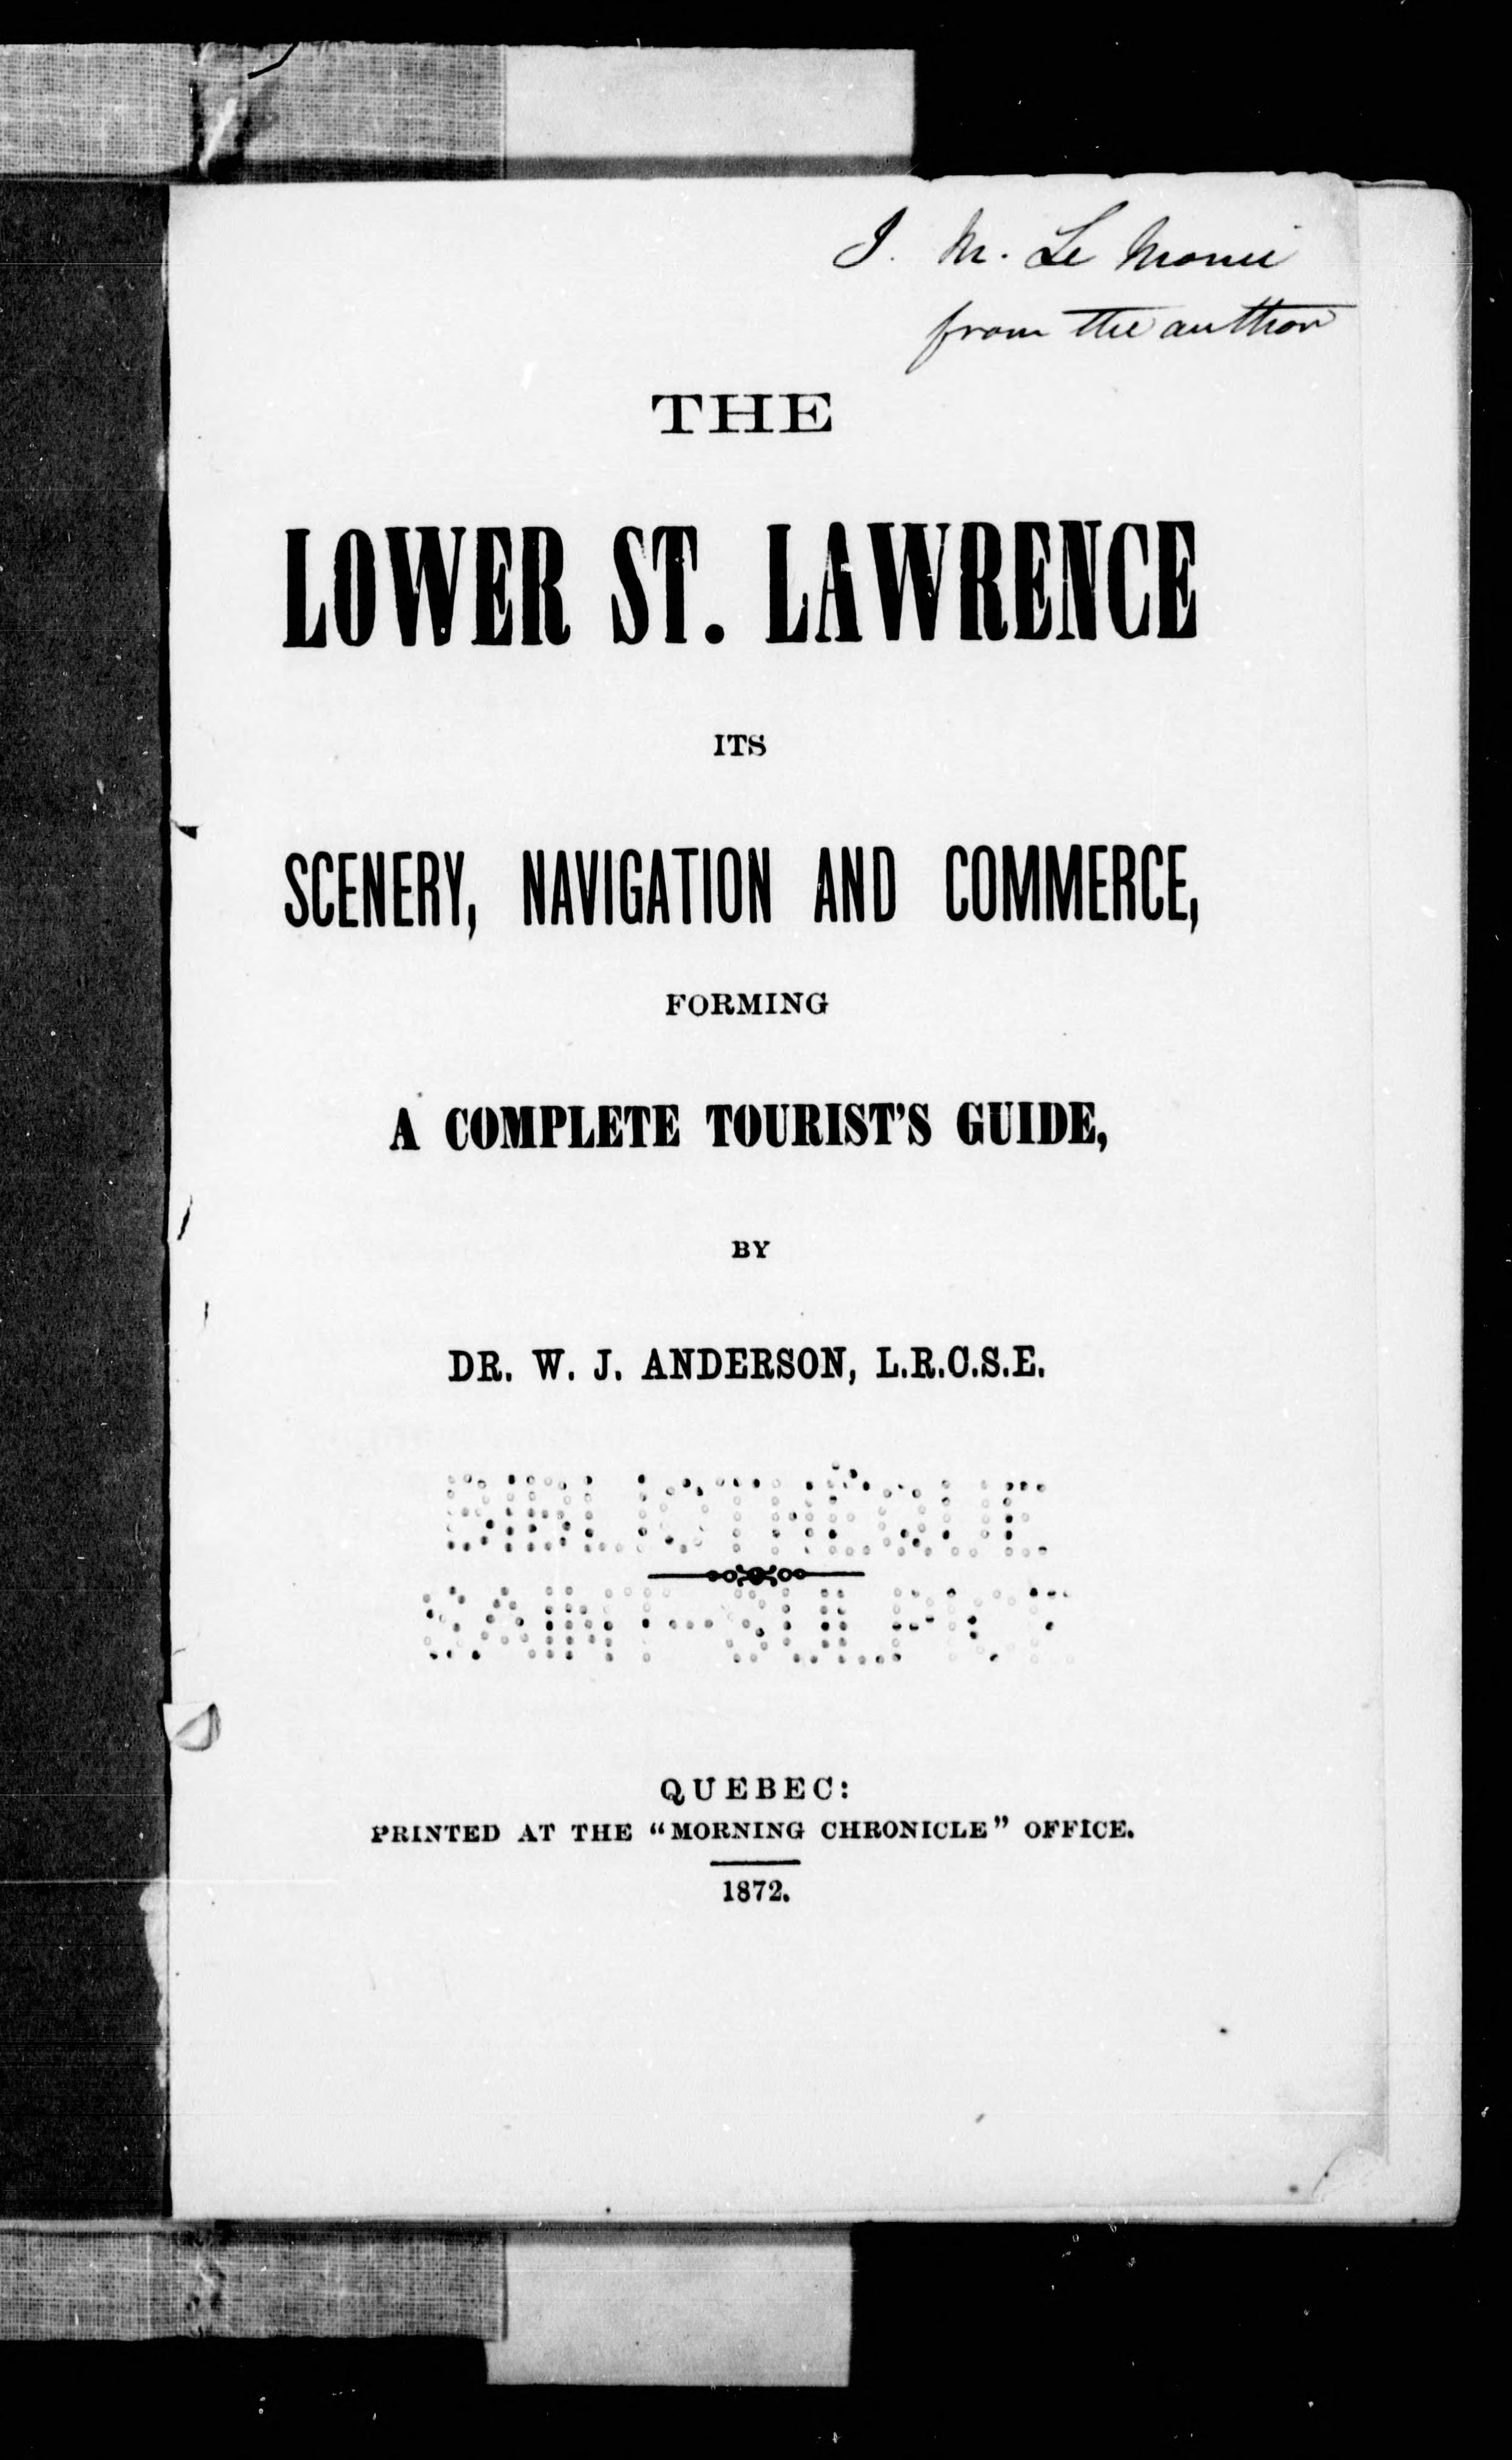 J. M. Le Moine
from the author
THE
LOWER ST. LAWRENCE
ITS
SCENERY, NAVIGATION AND COMMERCE,
FORMING
A COMPLETE TOURIST'S GUIDE,
BY
DR. W. J. ANDERSON, L.R.C.S.E.
BIBLIOTHÈQUE
SAINT-SULPICE
QUEBEC:
PRINTED AT THE "MORNING CHRONICLE" OFFICE.
1872.